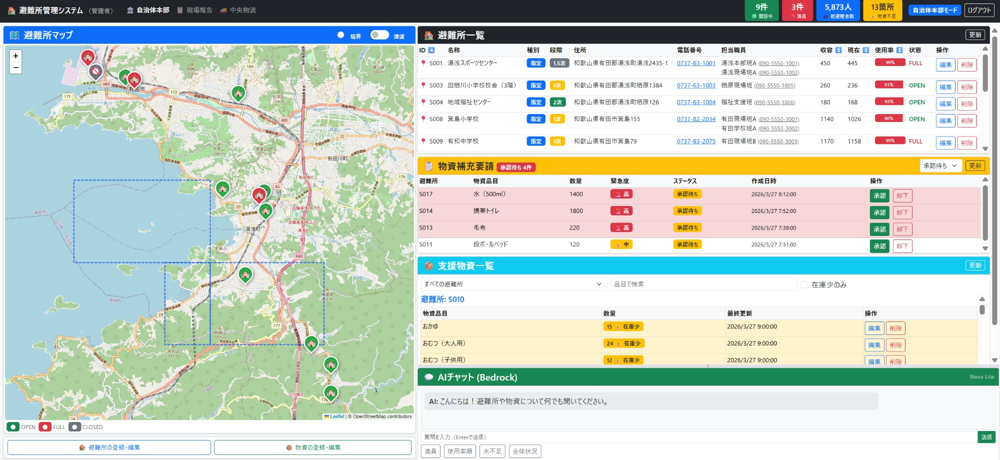 避難所管理システム （管理者） 自治体本部 現場報告 中央物流
9件 開設中
3件 満員
5,873人 総避難者数
13箇所 物資不足
自治体本部モード ログアウト
避難所マップ 境界 津波
+
−
有田市
有田川町
湯浅町
広川町
由良町
日高町
480
171
172
164
480
22
179
42
20
E42
23
177
176
24
Leaflet | © OpenStreetMap contributors
OPEN FULL CLOSED
避難所の登録・編集 物資の登録・編集
避難所一覧 更新
ID 名称 種別 段階 住所 電話番号 担当職員 収容 現在 使用率 状態 操作
S001 湯浅スポーツセンター 指定 1.5次 和歌山県有田郡湯浅町湯浅2435-1 0737-63-1001 湯浅本部班A (090-5550-1001) 450 445 99% FULL 編集 削除
湯浅現場班A (090-5550-1002)
S003 田栖川小学校校舎（3階） 指定 1次 和歌山県有田郡湯浅町栖原1384 0737-63-1003 栖原現場班 (090-5550-1005) 260 236 91% OPEN 編集 削除
S004 地域福祉センター 指定 2次 和歌山県有田郡湯浅町栖原126 0737-63-1004 福祉支援班 (090-5550-1006) 180 168 93% OPEN 編集 削除
S008 箕島小学校 指定 1次 和歌山県有田市箕島155 0737-82-2034 有田現場班A (090-5550-3001) 1140 1026 90% OPEN 編集 削除
有田学校班A (090-5550-3002)
S009 有和中学校 指定 1次 和歌山県有田市箕島79 0737-83-2075 有田現場班B (090-5550-3003) 1170 1158 99% FULL 編集 削除
物資補充要請 承認待ち 4件 承認待ち 更新
避難所 物資品目 数量 緊急度 ステータス 作成日時 操作
S017 水（500ml） 1400 高 承認待ち 2026/3/27 8:12:00 承認 却下
S014 携帯トイレ 1800 高 承認待ち 2026/3/27 7:52:00 承認 却下
S013 毛布 220 高 承認待ち 2026/3/27 7:38:00 承認 却下
S011 段ボールベッド 120 中 承認待ち 2026/3/27 7:31:00 承認 却下
支援物資一覧 更新
すべての避難所 品目で検索 在庫少のみ
避難所: S010
物資品目 数量 最終更新 操作
おかゆ 15 在庫少 2026/3/27 9:00:00 編集 削除
おむつ（大人用） 24 在庫少 2026/3/27 9:00:00 編集 削除
おむつ（子供用） 12 在庫少 2026/3/27 9:00:00 編集 削除
AIチャット (Bedrock) Nova Lite
AI: こんにちは！避難所や物資について何でも聞いてください。
質問を入力（Enterで送信） 送信
満員 使用率順 水不足 全体状況